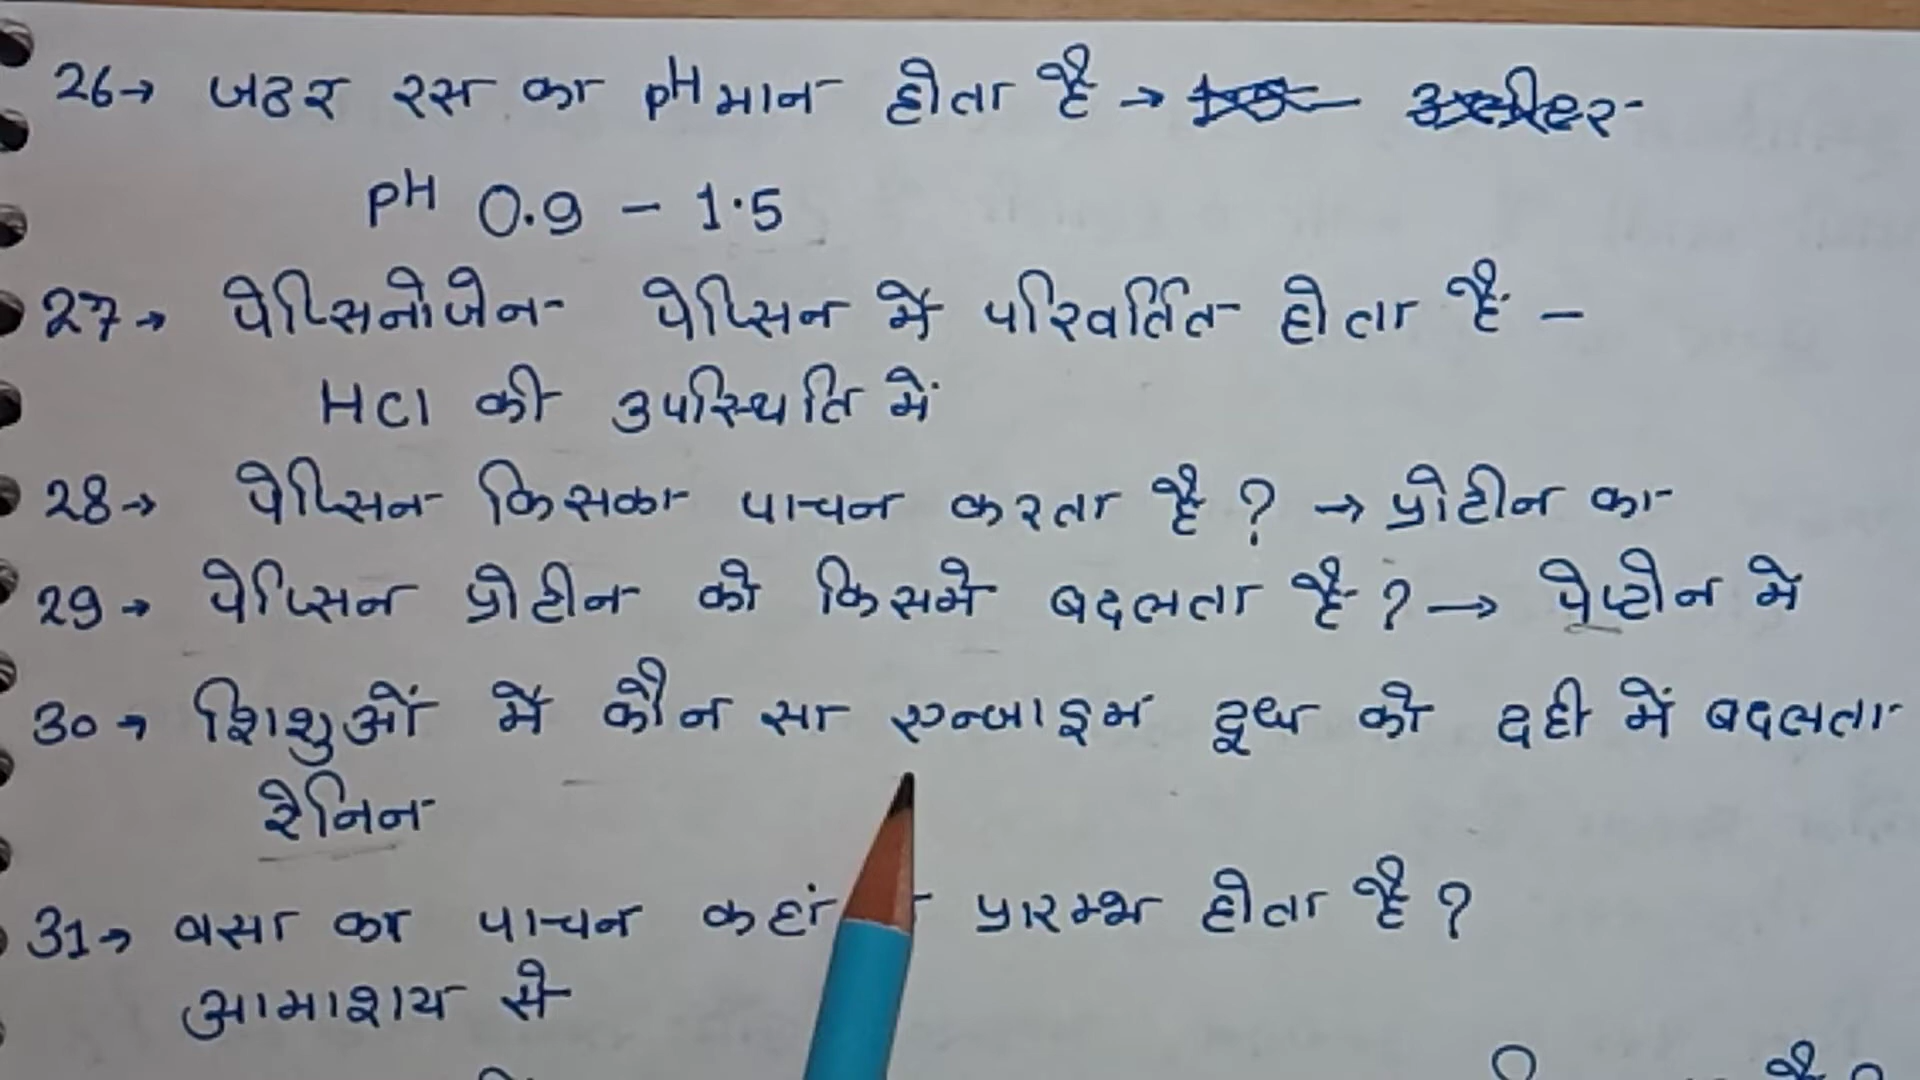 26→ जठर रस का pH मान होता है →
pH 0.9 - 1.5
27→ पेप्सिनोजेन पेप्सिन में परिवर्तित होता है -
HCl की उपस्थिति में
28→ पेप्सिन किसका पाचन करता है ? → प्रोटीन का
29→ पेप्सिन प्रोटीन को किसमे बदलता है ? → पेप्टोन मे
30→ शिशुओं में कौन सा एन्जाइम दूध को दही में बदलता
रेनिन
31→ वसा का पाचन कहां प्रारम्भ होता है ?
आमाशय से